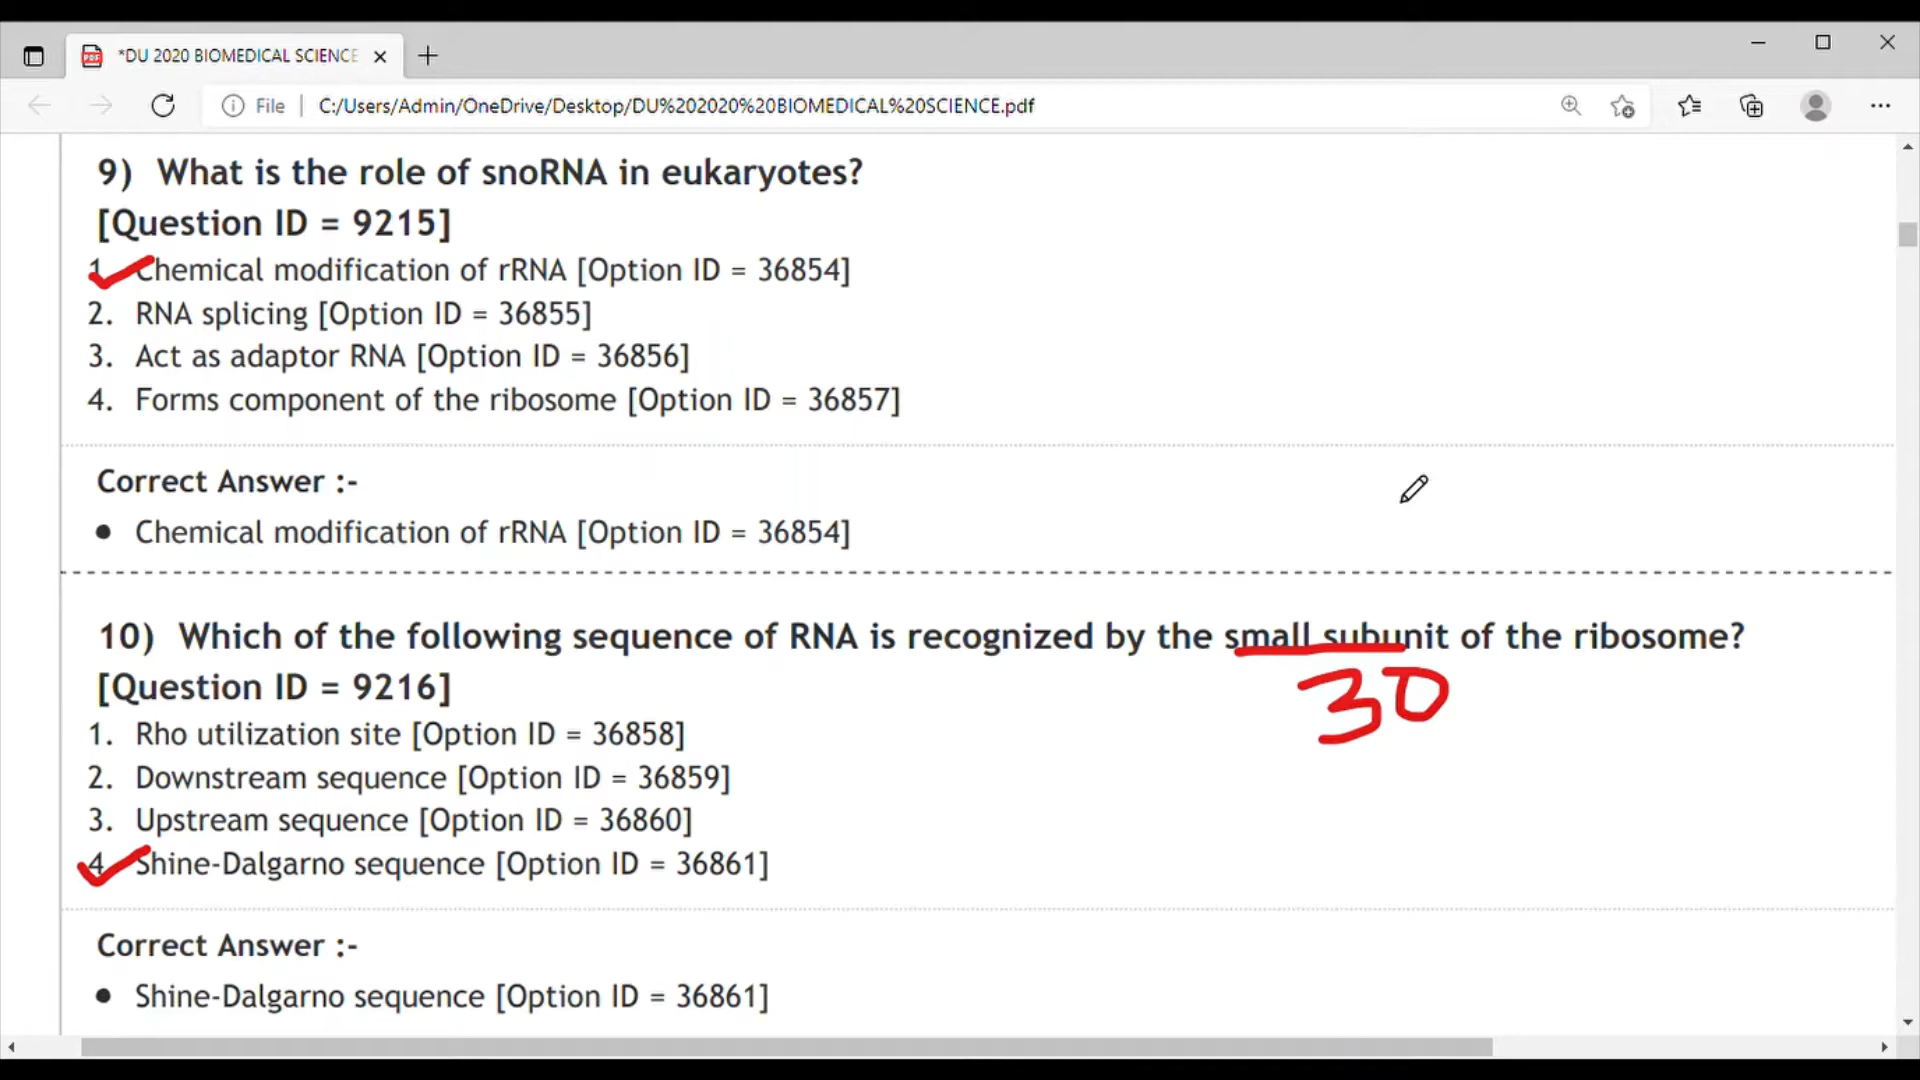 *DU 2020 BIOMEDICAL SCIENCE
File | C:/Users/Admin/OneDrive/Desktop/DU%202020%20BIOMEDICAL%20SCIENCE.pdf
9) What is the role of snoRNA in eukaryotes?
[Question ID = 9215]
1. Chemical modification of rRNA [Option ID = 36854]
2. RNA splicing [Option ID = 36855]
3. Act as adaptor RNA [Option ID = 36856]
4. Forms component of the ribosome [Option ID = 36857]
Correct Answer :-
• Chemical modification of rRNA [Option ID = 36854]
10) Which of the following sequence of RNA is recognized by the small subunit of the ribosome?
[Question ID = 9216]
30
1. Rho utilization site [Option ID = 36858]
2. Downstream sequence [Option ID = 36859]
3. Upstream sequence [Option ID = 36860]
4. Shine-Dalgarno sequence [Option ID = 36861]
Correct Answer :-
• Shine-Dalgarno sequence [Option ID = 36861]